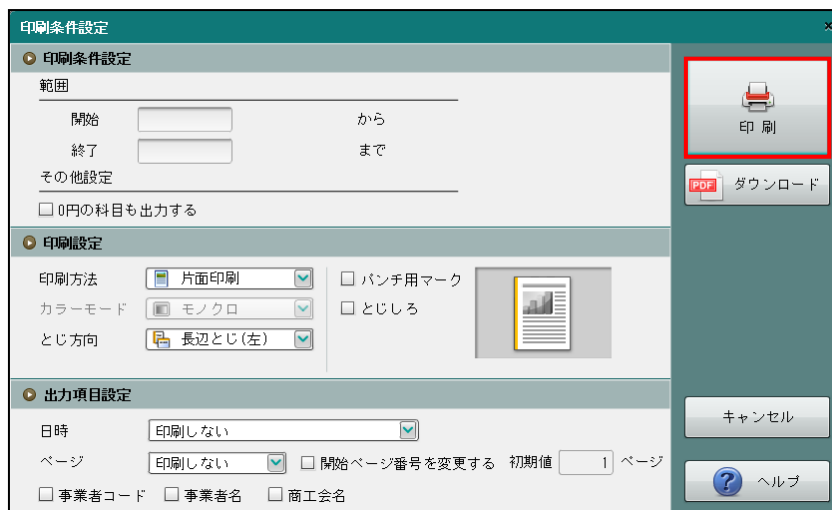 印刷条件設定 ×
印刷条件設定
範囲
開始 から
終了 まで
その他設定
0円の科目も出力する
印刷設定
印刷方法 片面印刷 パンチ用マーク
カラーモード モノクロ とじしろ
とじ方向 長辺とじ(左)
出力項目設定
日時 印刷しない
ページ 印刷しない 開始ページ番号を変更する 初期値 1 ページ
事業者コード 事業者名 商工会名
印 刷
PDF ダウンロード
キャンセル
? ヘルプ